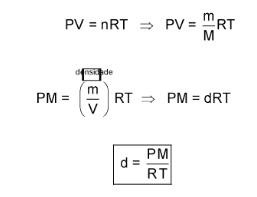 PV = nRT ⇒ PV = m/M RT
densidade
PM = (m/V) RT ⇒ PM = dRT
d = PM/RT